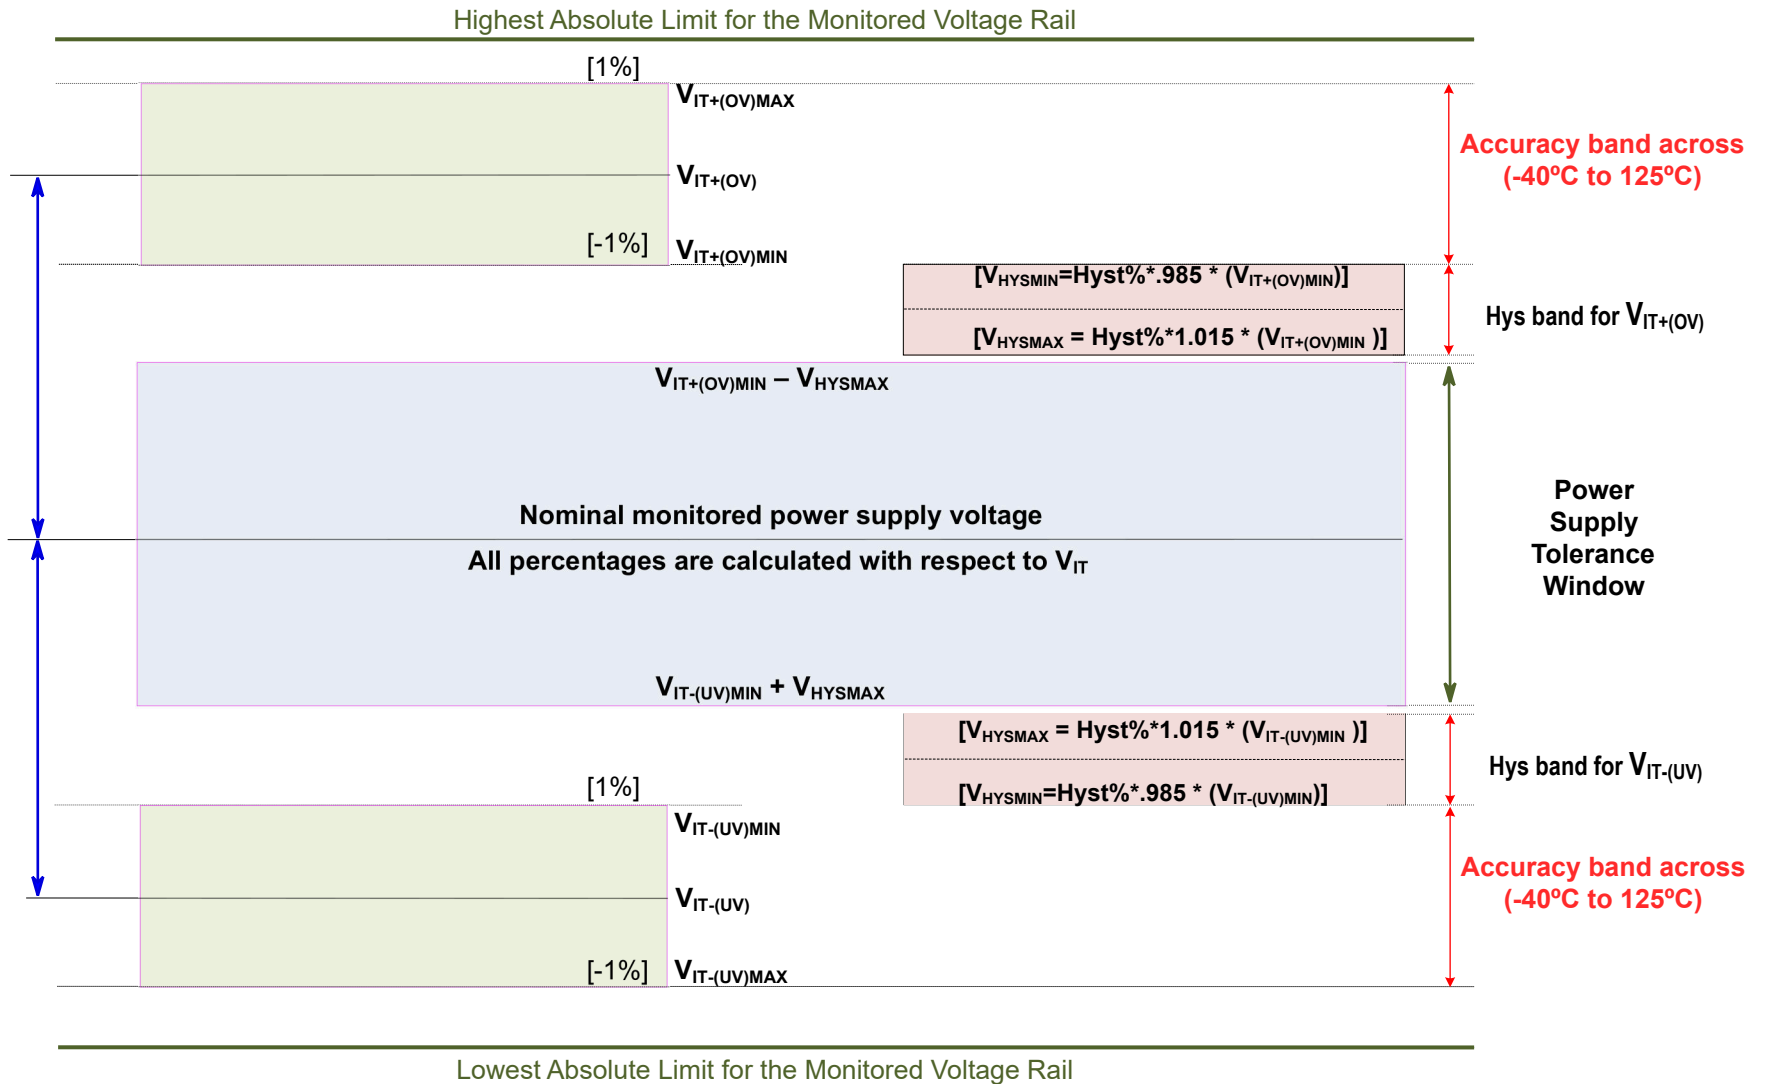 Highest Absolute Limit for the Monitored Voltage Rail
[1%]
VIT+(OV)MAX
Accuracy band across
(-40ºC to 125ºC)
VIT+(OV)
[-1%]
VIT+(OV)MIN
[VHYSMIN=Hyst%*.985 * (VIT+(OV)MIN)]
Hys band for VIT+(OV)
[VHYSMAX = Hyst%*1.015 * (VIT+(OV)MIN )]
VIT+(OV)MIN – VHYSMAX
Nominal monitored power supply voltage
All percentages are calculated with respect to VIT
Power
Supply
Tolerance
Window
VIT-(UV)MIN + VHYSMAX
[VHYSMAX = Hyst%*1.015 * (VIT-(UV)MIN )]
Hys band for VIT-(UV)
[VHYSMIN=Hyst%*.985 * (VIT-(UV)MIN)]
[1%]
VIT-(UV)MIN
Accuracy band across
(-40ºC to 125ºC)
VIT-(UV)
[-1%]
VIT-(UV)MAX
Lowest Absolute Limit for the Monitored Voltage Rail